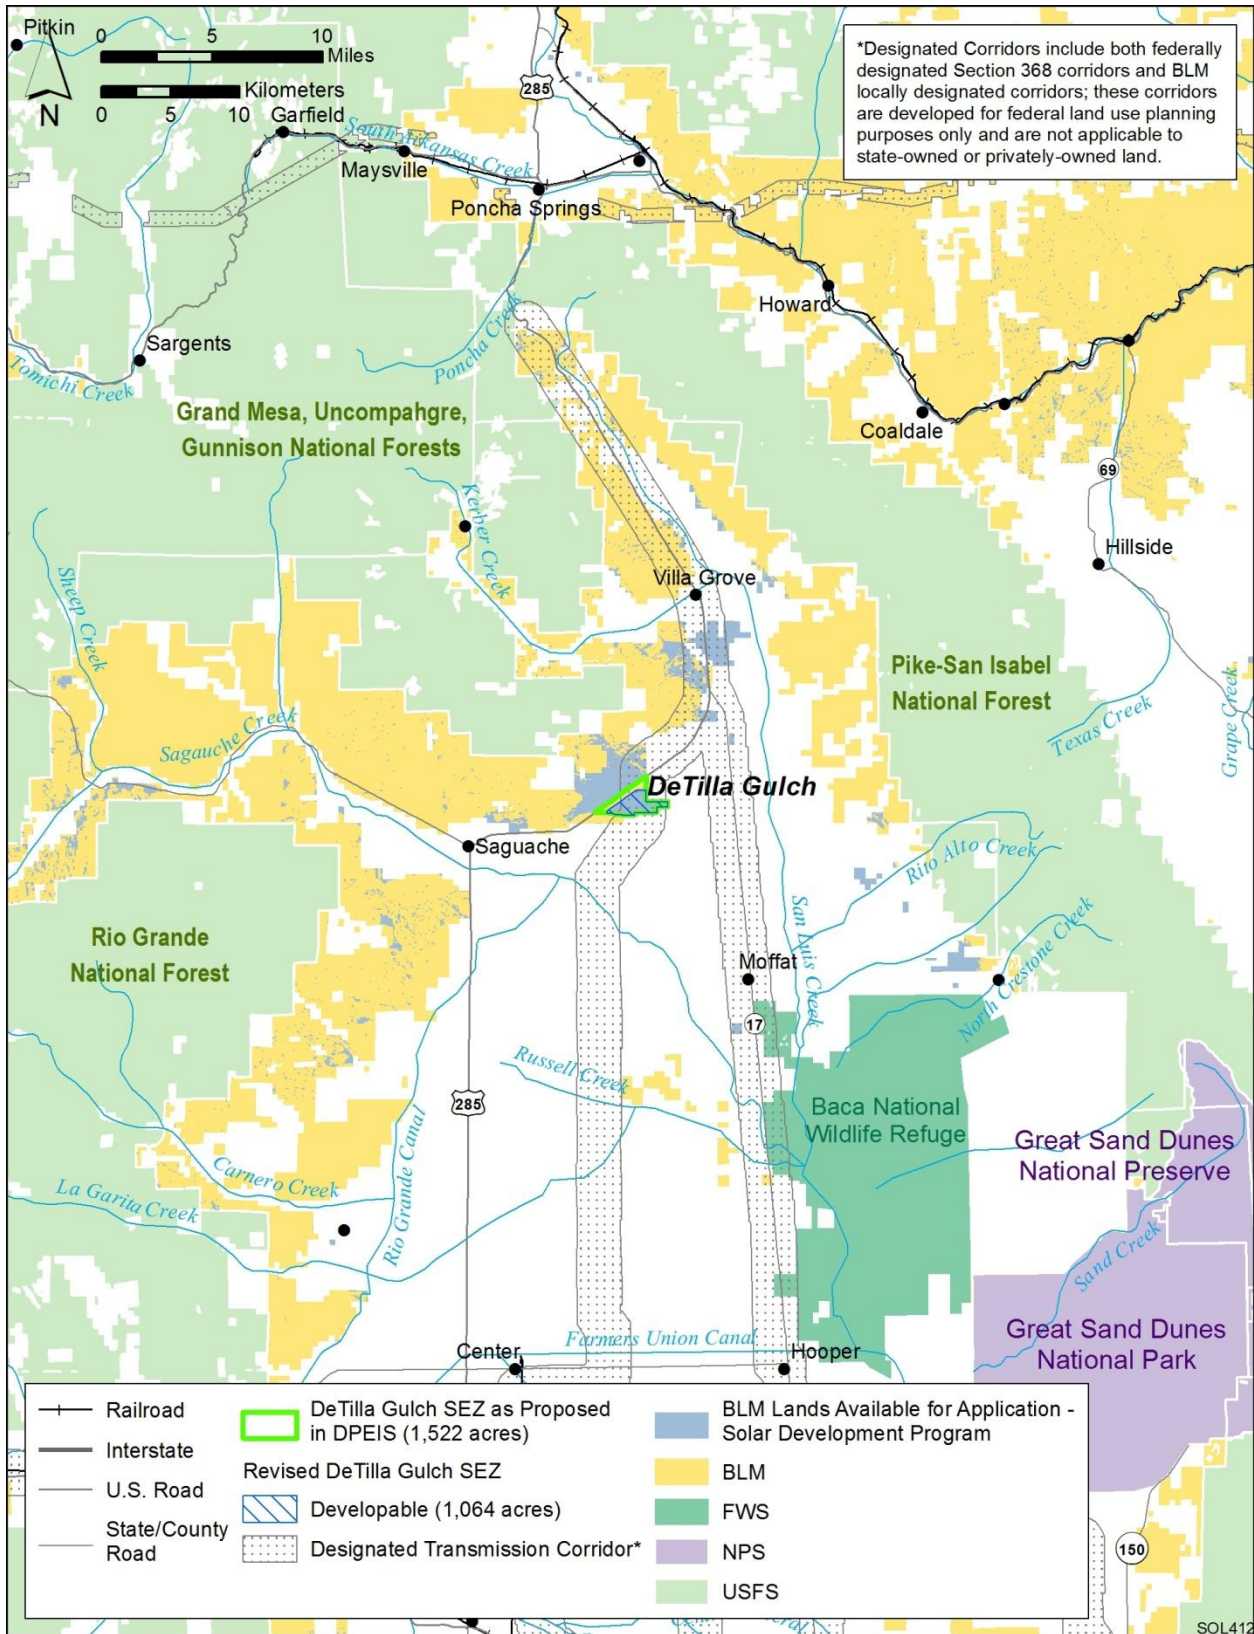 Pitkin
0 5 10
Miles
Kilometers
0 5 10
N
285
*Designated Corridors include both federally
designated Section 368 corridors and BLM
locally designated corridors; these corridors
are developed for federal land use planning
purposes only and are not applicable to
state-owned or privately-owned land.
Garfield
South Arkansas Creek
Maysville
Poncha Springs
Howard
Poncha Creek
Sargents
Tomichi Creek
Grand Mesa, Uncompahgre,
Gunnison National Forests
Coaldale
69
Kerber Creek
Hillside
Villa Grove
Sheep Creek
Pike-San Isabel
National Forest
Texas Creek
Grape Creek
Sagauche Creek
DeTilla Gulch
Saguache
Rito Alto Creek
San Luis Creek
North Crestone Creek
Rio Grande
National Forest
Moffat
17
Russell Creek
285
Baca National
Wildlife Refuge
Great Sand Dunes
National Preserve
Carnero Creek
La Garita Creek
Rio Grande Canal
Sand Creek
Farmers Union Canal
Center
Hooper
Great Sand Dunes
National Park
Railroad
Interstate
U.S. Road
State/County
Road
DeTilla Gulch SEZ as Proposed
in DPEIS (1,522 acres)
Revised DeTilla Gulch SEZ
Developable (1,064 acres)
Designated Transmission Corridor*
BLM Lands Available for Application -
Solar Development Program
BLM
FWS
NPS
USFS
150
SOL412